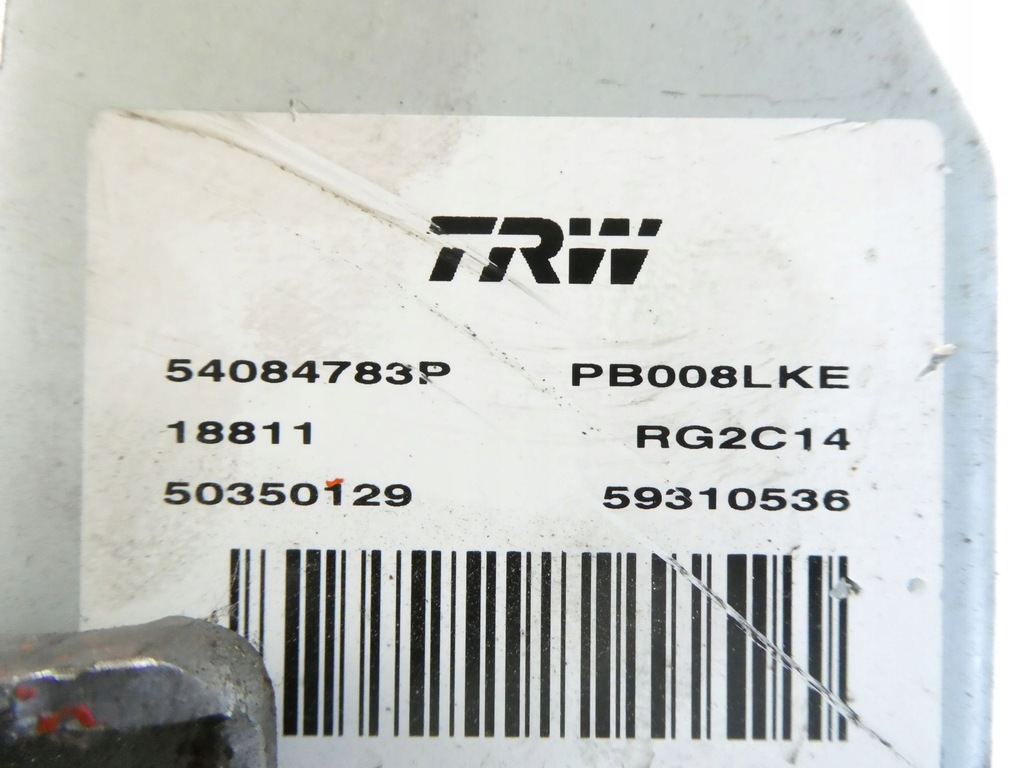 TRW
54084783P PB008LKE
18811 RG2C14
50350129 59310536